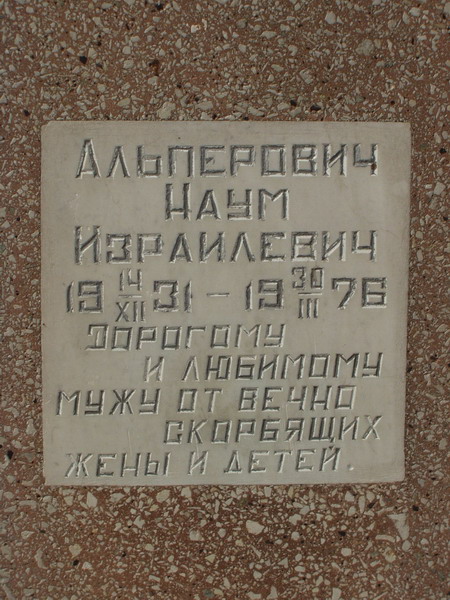 АЛЬПЕРОВИЧ
НАУМ
ИЗРАИЛЕВИЧ
19 14/XII 31 – 19 30/III 76
ДОРОГОМУ
И ЛЮБИМОМУ
МУЖУ ОТ ВЕЧНО
СКОРБЯЩИХ
ЖЕНЫ И ДЕТЕЙ.